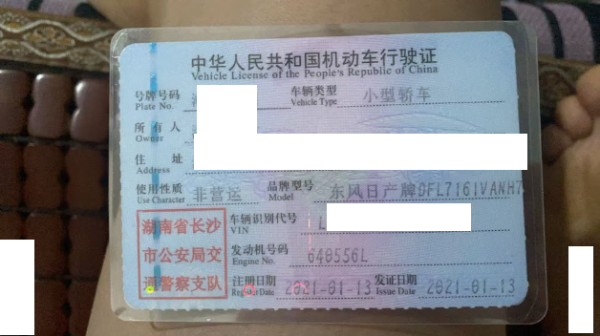 中华人民共和国机动车行驶证
Vehicle License of the People's Republic of China
号牌号码 车辆类型 小型轿车
Plate No. Vehicle Type
所有人
Owner
住址
Address
使用性质 非营运 品牌型号 东风日产牌DFL7161VANH7
Use Character Model
湖南省长沙
市公安局交
通警察支队
车辆识别代号 L
VIN
发动机号码 640556L
Engine No.
注册日期 2021-01-13 发证日期 2021-01-13
Register Date Issue Date